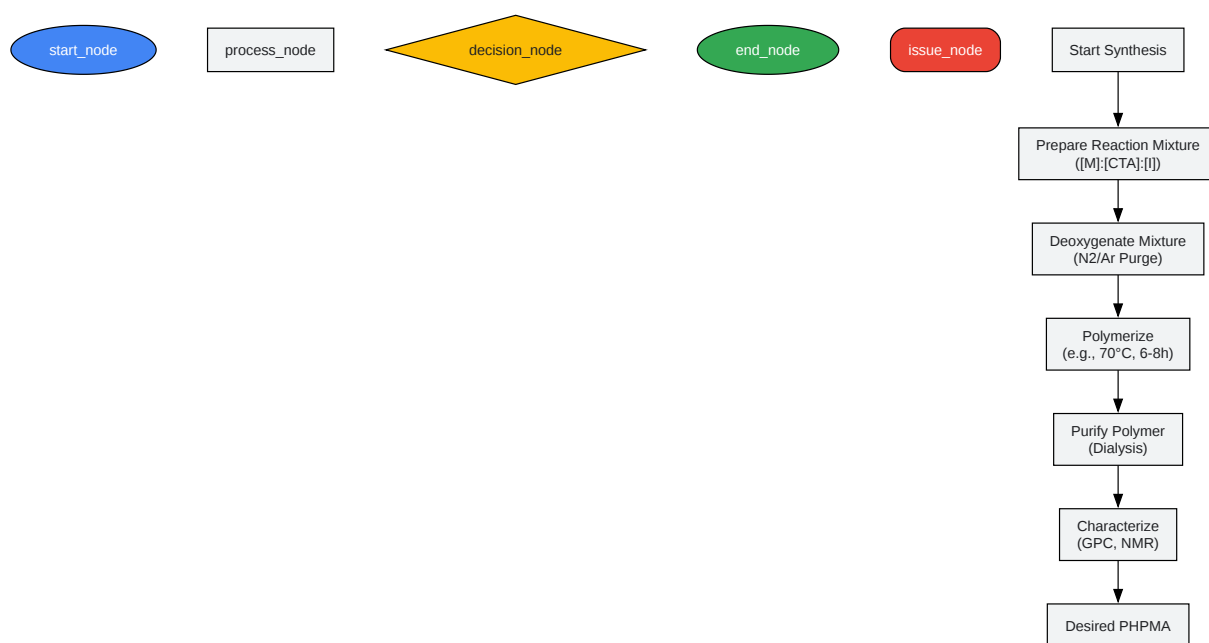 start_node
process_node
decision_node
end_node
issue_node
Start Synthesis
Prepare Reaction Mixture
([M]:[CTA]:[I])
Deoxygenate Mixture
(N2/Ar Purge)
Polymerize
(e.g., 70°C, 6-8h)
Purify Polymer
(Dialysis)
Characterize
(GPC, NMR)
Desired PHPMA